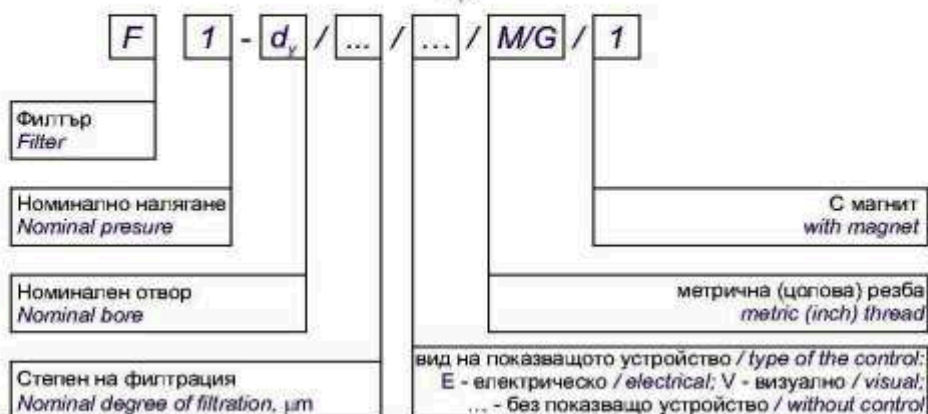 F 1 - dy / ... / ... / M/G / 1
Филтър
Filter
Номинално налягане
Nominal presure
С магнит
with magnet
Номинален отвор
Nominal bore
метрична (цолова) резба
metric (inch) thread
Степен на филтрация
Nominal degree of filtration, μm
вид на показващото устройство / type of the control:
E - електрическо / electrical; V - визуално / visual;
... - без показващо устройство / without control